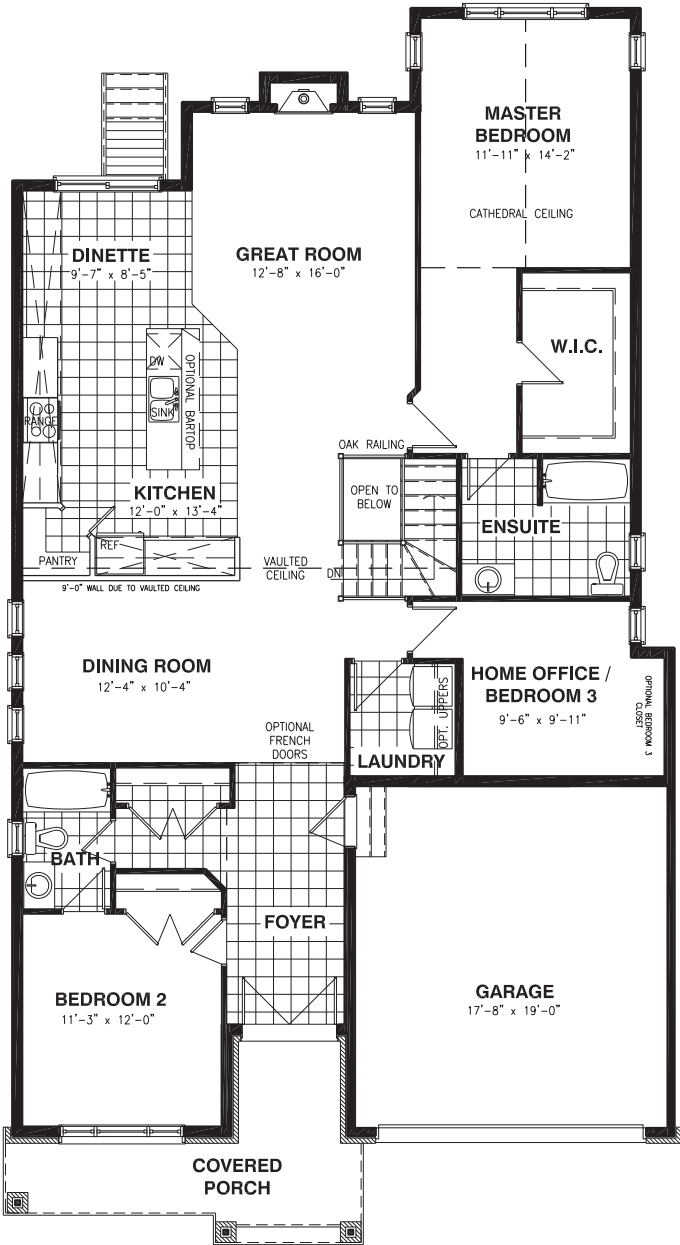 MASTER
BEDROOM
11'-11" x 14'-2"
CATHEDRAL CEILING
DINETTE
9'-7" x 8'-5"
GREAT ROOM
12'-8" x 16'-0"
W.I.C.
DW
SINK
OPTIONAL BARTOP
RANGE
OAK RAILING
OPEN TO
BELOW
KITCHEN
12'-0" x 13'-4"
ENSUITE
REF
PANTRY
VAULTED
CEILING
DN
9'-0" WALL DUE TO VAULTED CEILING
DINING ROOM
12'-4" x 10'-4"
HOME OFFICE /
BEDROOM 3
9'-6" x 9'-11"
OPTIONAL BEDROOM 3
CLOSET
OPT. UPPERS
OPTIONAL
FRENCH
DOORS
LAUNDRY
BATH
FOYER
BEDROOM 2
11'-3" x 12'-0"
GARAGE
17'-8" x 19'-0"
COVERED
PORCH